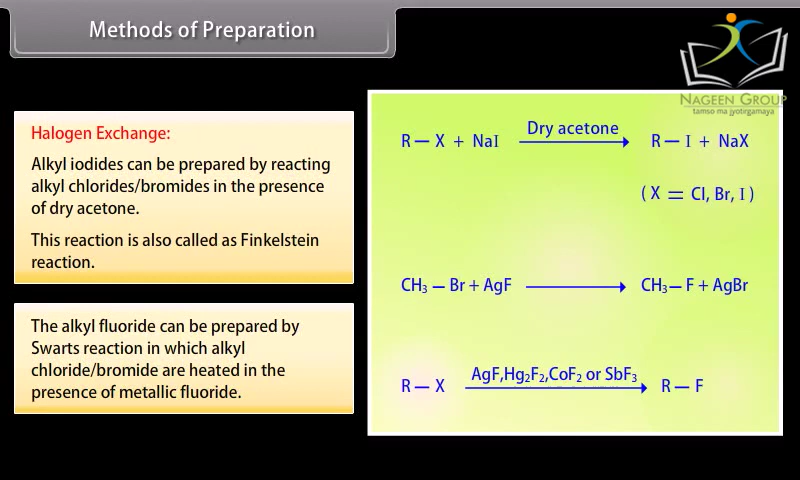 Methods of Preparation
NAGEEN GROUP
tamso ma jyotirgamaya
Halogen Exchange:
Alkyl iodides can be prepared by reacting
alkyl chlorides/bromides in the presence
of dry acetone.
This reaction is also called as Finkelstein
reaction.
The alkyl fluoride can be prepared by
Swarts reaction in which alkyl
chloride/bromide are heated in the
presence of metallic fluoride.
R — X + NaI Dry acetone → R — I + NaX
( X = Cl, Br, I )
CH₃ — Br + AgF → CH₃ — F + AgBr
R — X AgF,Hg₂F₂,CoF₂ or SbF₃ → R — F